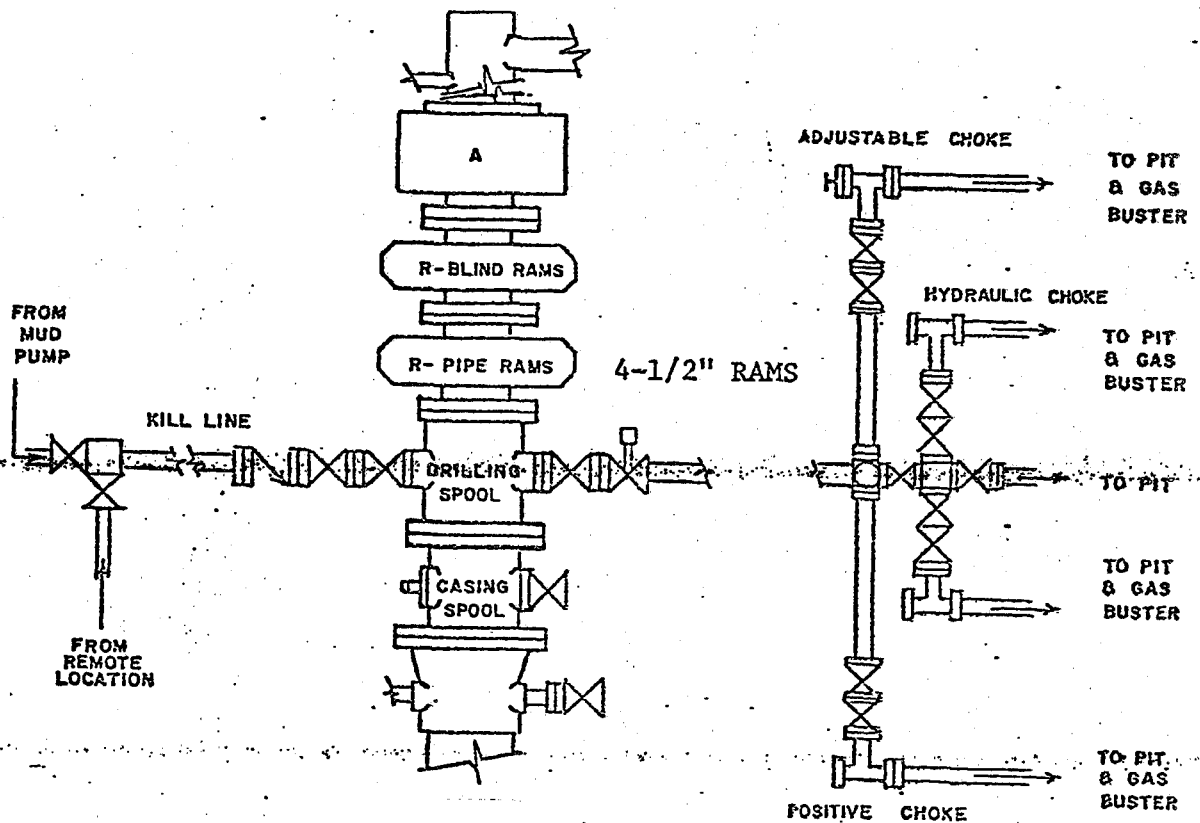 A
ADJUSTABLE CHOKE
TO PIT
& GAS
BUSTER
R-BLIND RAMS
HYDRAULIC CHOKE
FROM
MUD
PUMP
TO PIT
& GAS
BUSTER
R- PIPE RAMS
4-1/2" RAMS
KILL LINE
DRILLING
SPOOL
TO PIT
CASING
SPOOL
TO PIT
& GAS
BUSTER
FROM
REMOTE
LOCATION
TO PIT
& GAS
BUSTER
POSITIVE CHOKE